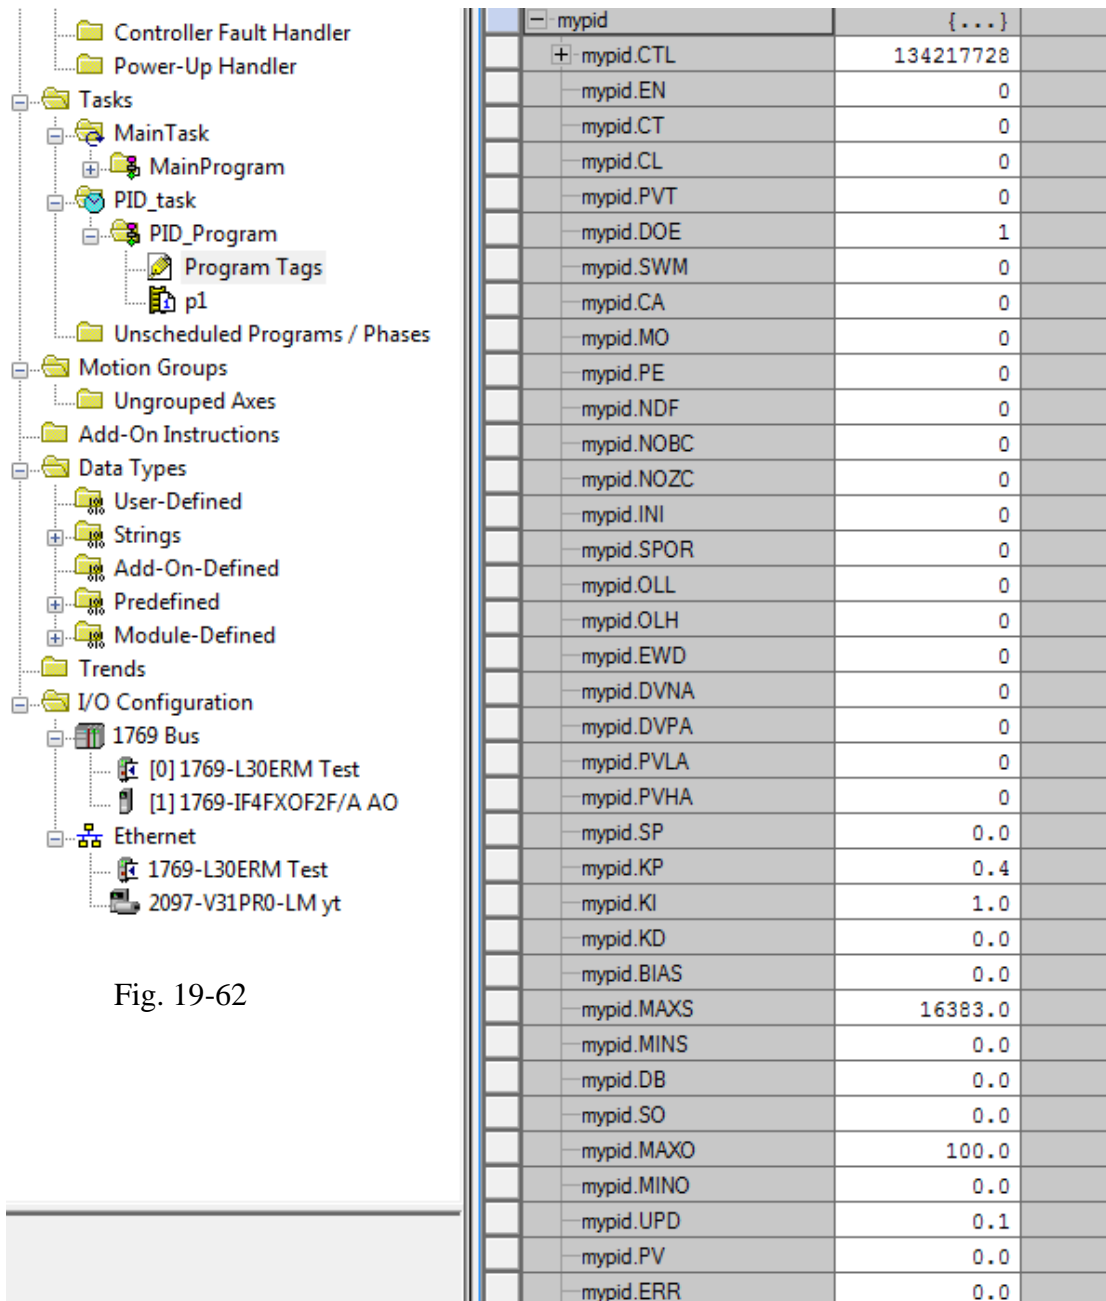 Controller Fault Handler
Power-Up Handler
Tasks
MainTask
MainProgram
PID_task
PID_Program
Program Tags
p1
Unscheduled Programs / Phases
Motion Groups
Ungrouped Axes
Add-On Instructions
Data Types
User-Defined
Strings
Add-On-Defined
Predefined
Module-Defined
Trends
I/O Configuration
1769 Bus
[0] 1769-L30ERM Test
[1] 1769-IF4FXOF2F/A AO
Ethernet
1769-L30ERM Test
2097-V31PR0-LM yt
Fig. 19-62
mypid {...}
mypid.CTL 134217728
mypid.EN 0
mypid.CT 0
mypid.CL 0
mypid.PVT 0
mypid.DOE 1
mypid.SWM 0
mypid.CA 0
mypid.MO 0
mypid.PE 0
mypid.NDF 0
mypid.NOBC 0
mypid.NOZC 0
mypid.INI 0
mypid.SPOR 0
mypid.OLL 0
mypid.OLH 0
mypid.EWD 0
mypid.DVNA 0
mypid.DVPA 0
mypid.PVLA 0
mypid.PVHA 0
mypid.SP 0.0
mypid.KP 0.4
mypid.KI 1.0
mypid.KD 0.0
mypid.BIAS 0.0
mypid.MAXS 16383.0
mypid.MINS 0.0
mypid.DB 0.0
mypid.SO 0.0
mypid.MAXO 100.0
mypid.MINO 0.0
mypid.UPD 0.1
mypid.PV 0.0
mypid.ERR 0.0